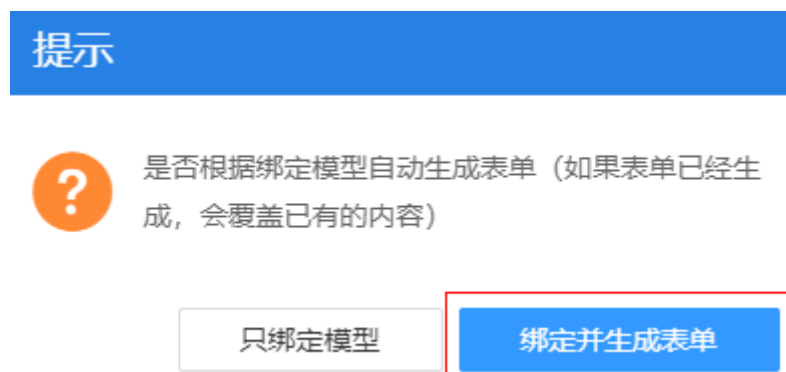 提示
是否根据绑定模型自动生成表单（如果表单已经生
成，会覆盖已有的内容）
只绑定模型 绑定并生成表单